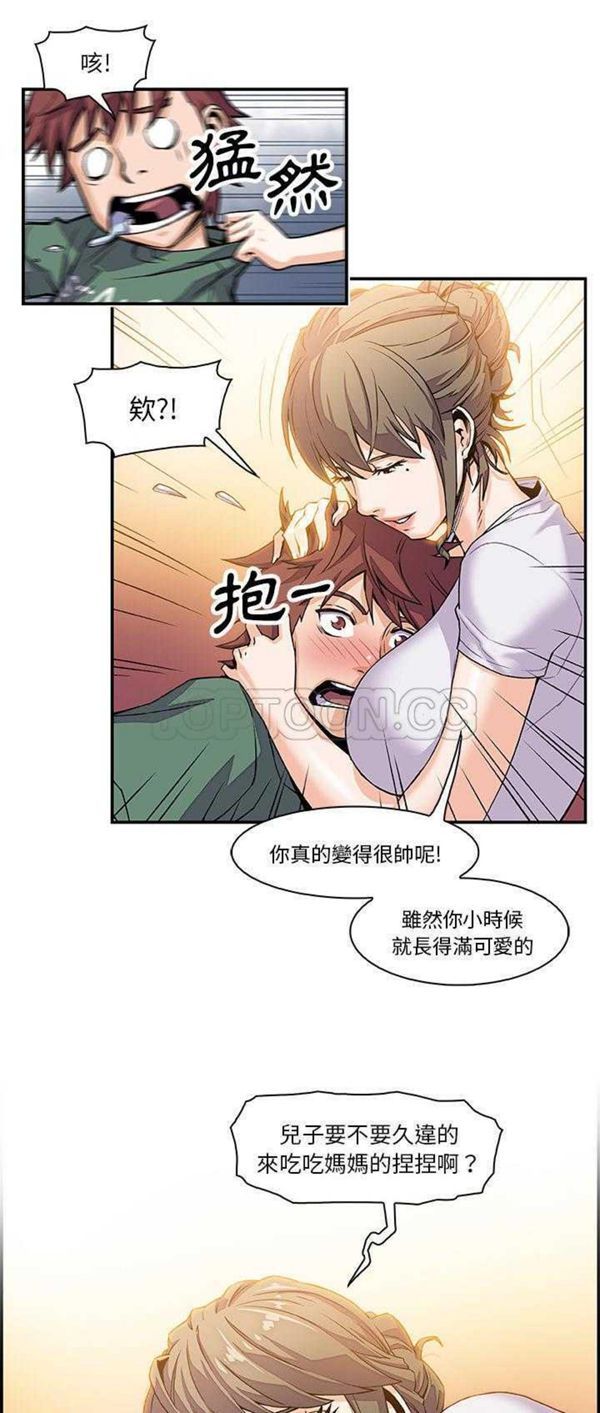 咳!
猛然
欸?!
抱一
TOPTOON.CC
你真的變得很帥呢!
雖然你小時候
就長得滿可愛的
兒子要不要久違的
來吃吃媽媽的捏捏啊？